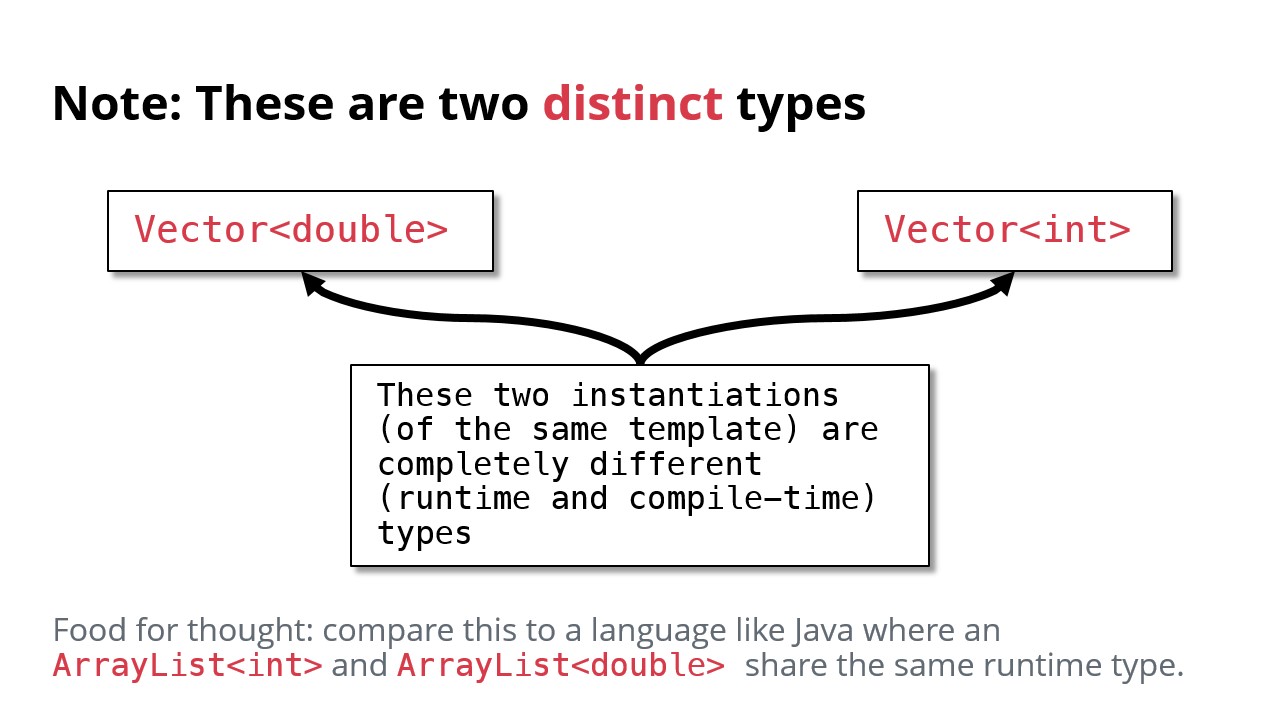 Note: These are two distinct types
Vector<double>
Vector<int>
These two instantiations
(of the same template) are
completely different
(runtime and compile-time)
types
Food for thought: compare this to a language like Java where an
ArrayList<int> and ArrayList<double> share the same runtime type.